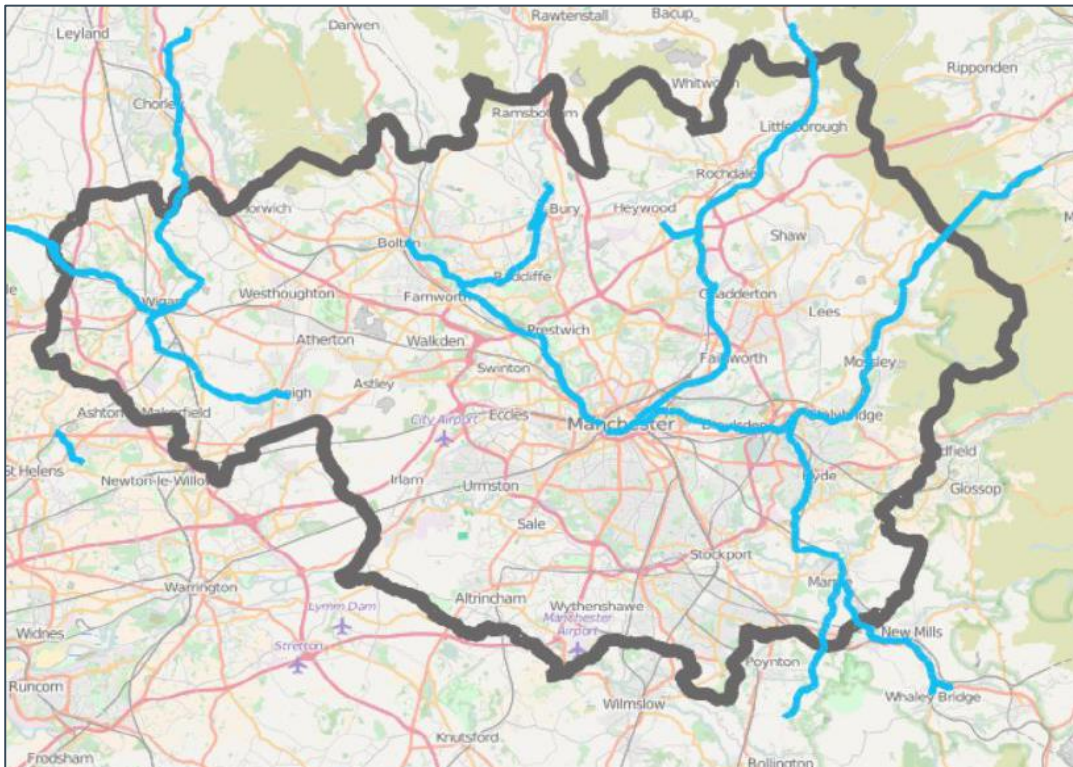 Bacup
Rawtenstall
Darwen
Leyland
Ripponden
Whitworth
Chorley
Ramsbottom
Littleborough
Rochdale
Bury
Heywood
Horwich
Shaw
Bolton
Radcliffe
Farnworth
Westhoughton
Chadderton
Wigan
Lees
Prestwich
Atherton
Walkden
Failsworth
Mossley
Swinton
Astley
Leigh
Ashton
Makerfield
Eccles
Stalybridge
City Airport
Manchester
Droylsden
St Helens
Hyde
Newton-le-Willow
Irlam
Urmston
Glossop
Sale
Stockport
Warrington
Altrincham
Wythenshawe
Lymm Dam
Manchester
Airport
Widnes
New Mills
Stretton
Poynton
Runcorn
Whaley Bridge
Wilmslow
Knutsford
Frodsham
Bollington